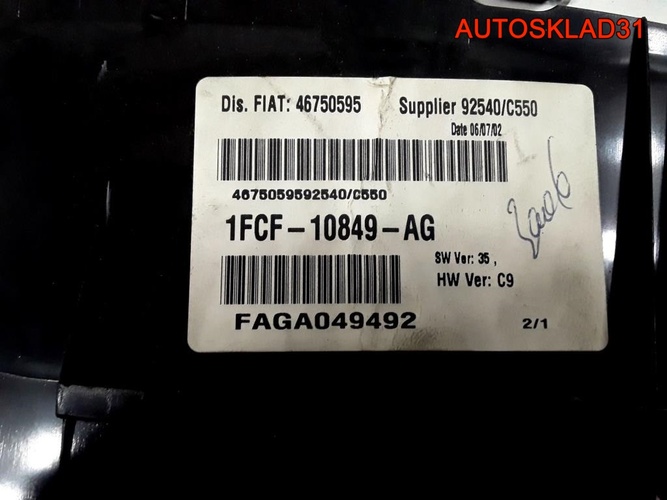 AUTOSKLAD31
Dis. FIAT: 46750595 Supplier 92540/C550
Date 06/07/02
4675059592540/C550
1FCF-10849-AG
SW Ver: 35 ,
HW Ver: C9
FAGA049492
2/1